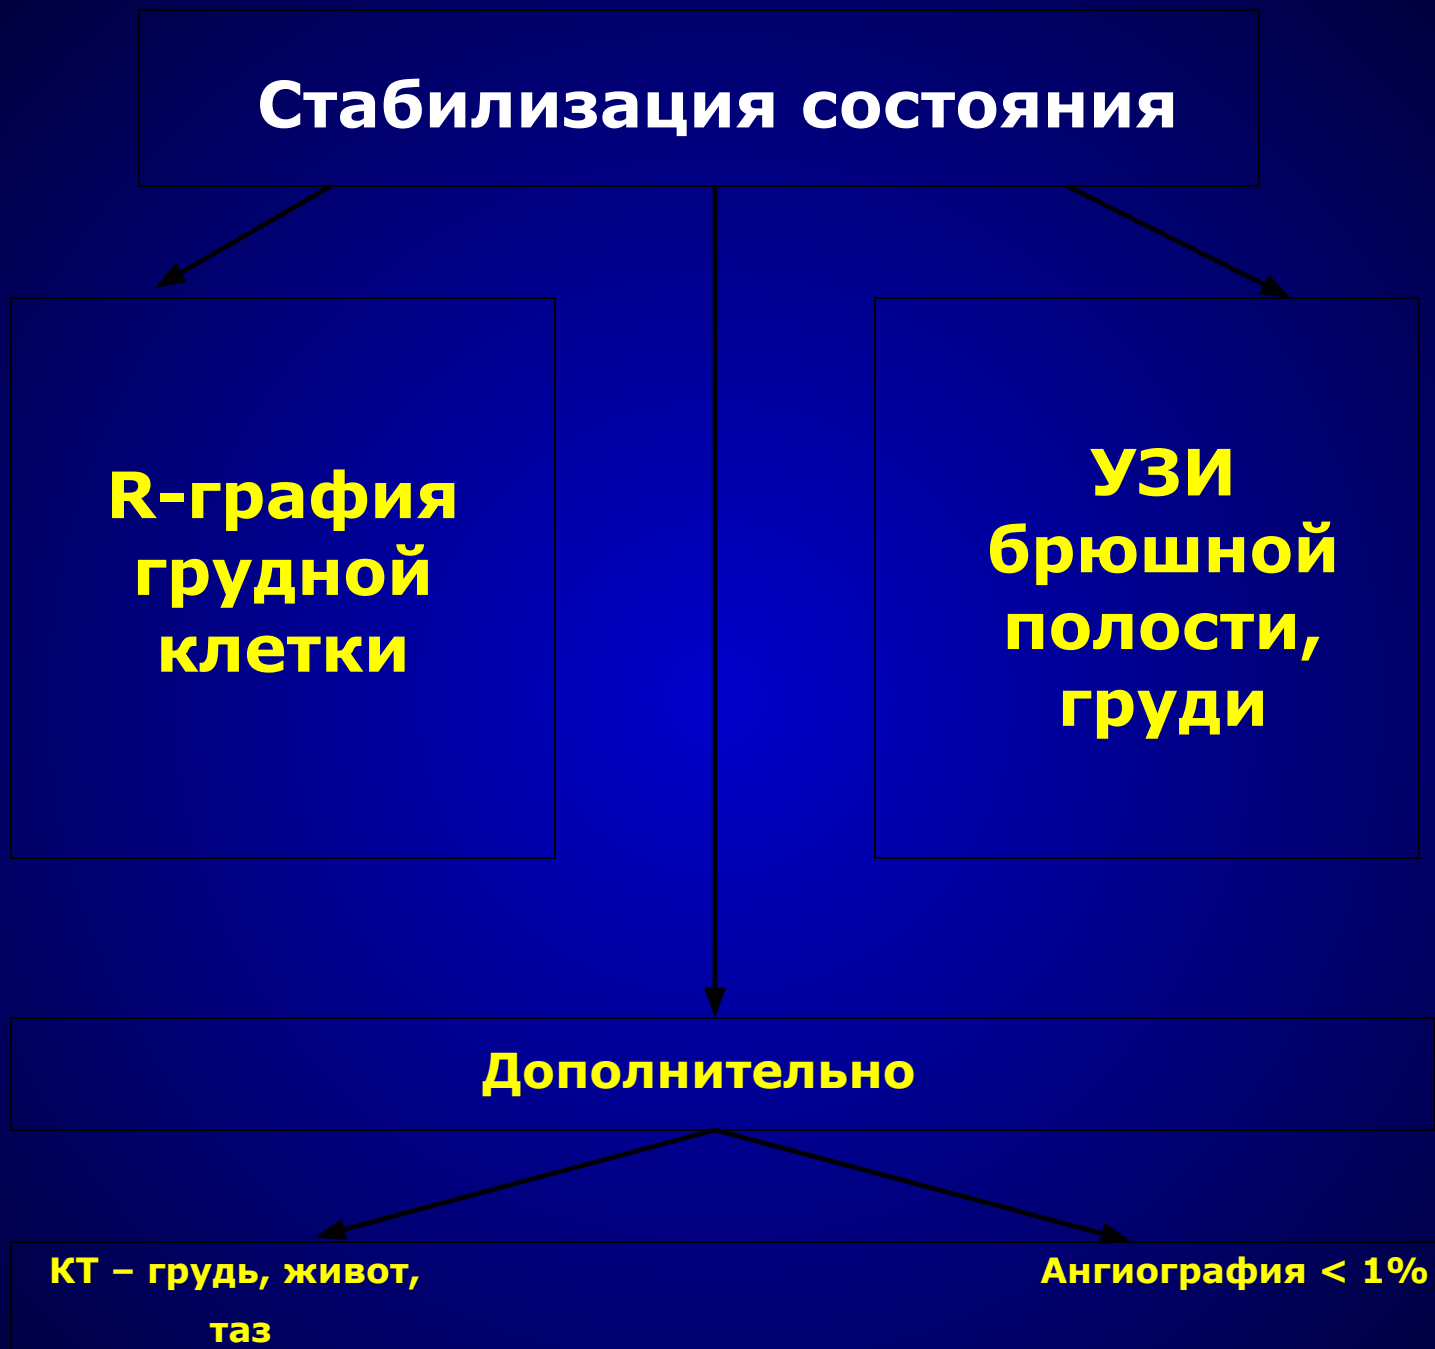 Стабилизация состояния
R-графия
грудной
клетки
УЗИ
брюшной
полости,
груди
Дополнительно
КТ – грудь, живот,
таз
Ангиография < 1%